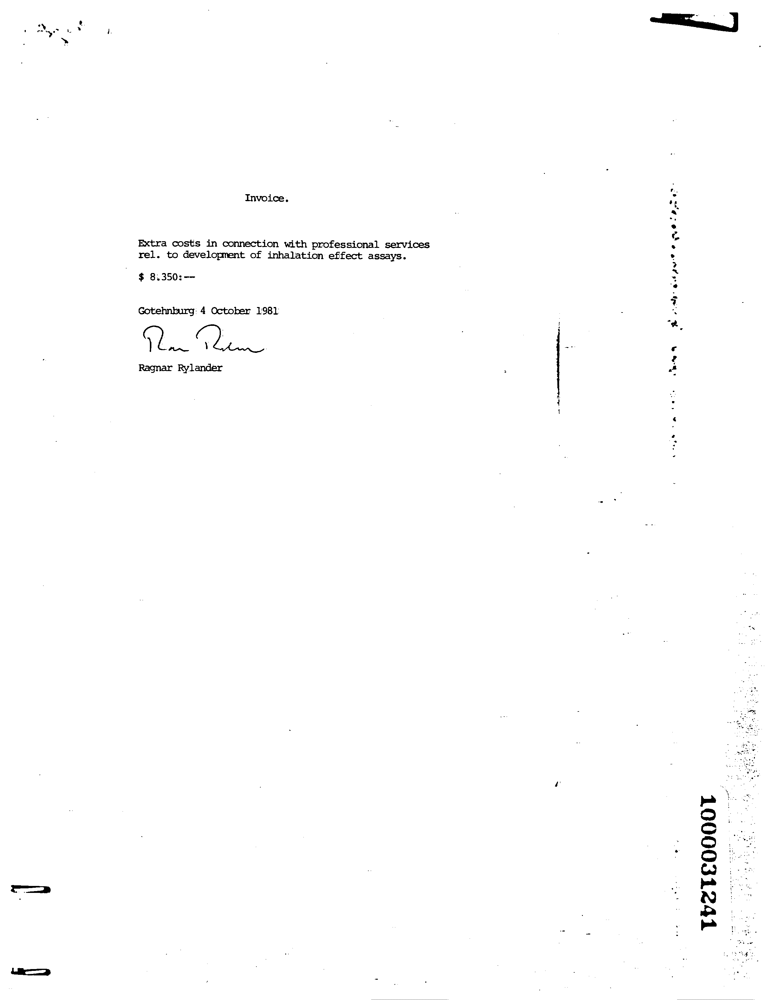 Invoice.
Extra costs in connection with professional services
rel. to development of inhalation effect assays.
$ 8.350:--
Gotehnburg 4 October 1981
Ragnar Rylander
1000031241